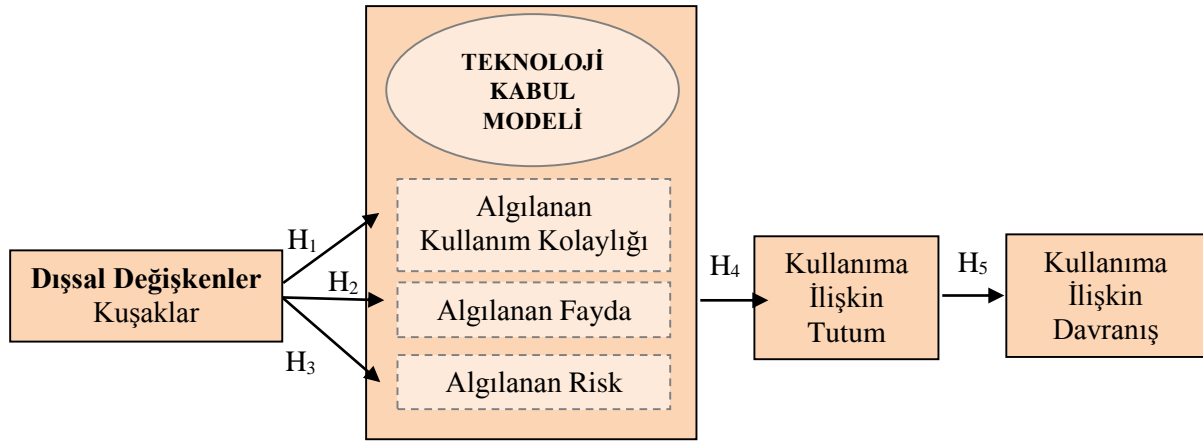 TEKNOLOJİ
KABUL
MODELİ
Algılanan
Kullanım Kolaylığı
Algılanan Fayda
Algılanan Risk
H1
H2
H3
Dışsal Değişkenler
Kuşaklar
H4
Kullanıma
İlişkin
Tutum
H5
Kullanıma
İlişkin
Davranış